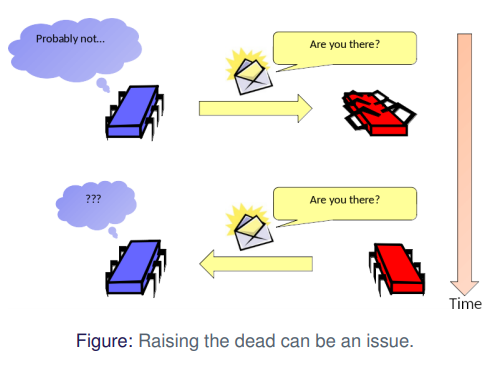 Probably not...
Are you there?
???
Are you there?
Time
Figure: Raising the dead can be an issue.